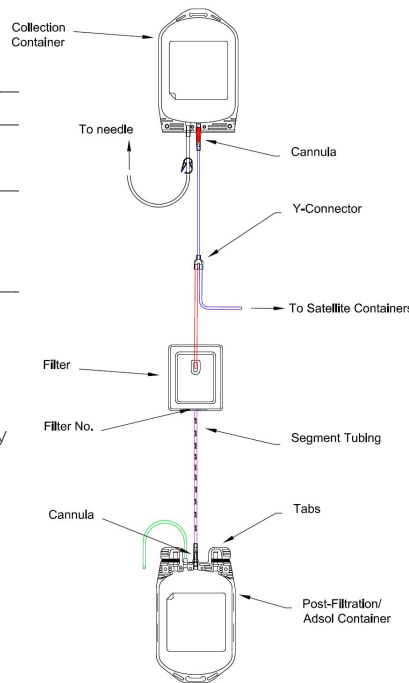 Collection
Container
To needle
Cannula
Y-Connector
To Satellite Containers
Filter
Filter No.
y
Segment Tubing
Cannula
Tabs
Post-Filtration/
Adsol Container